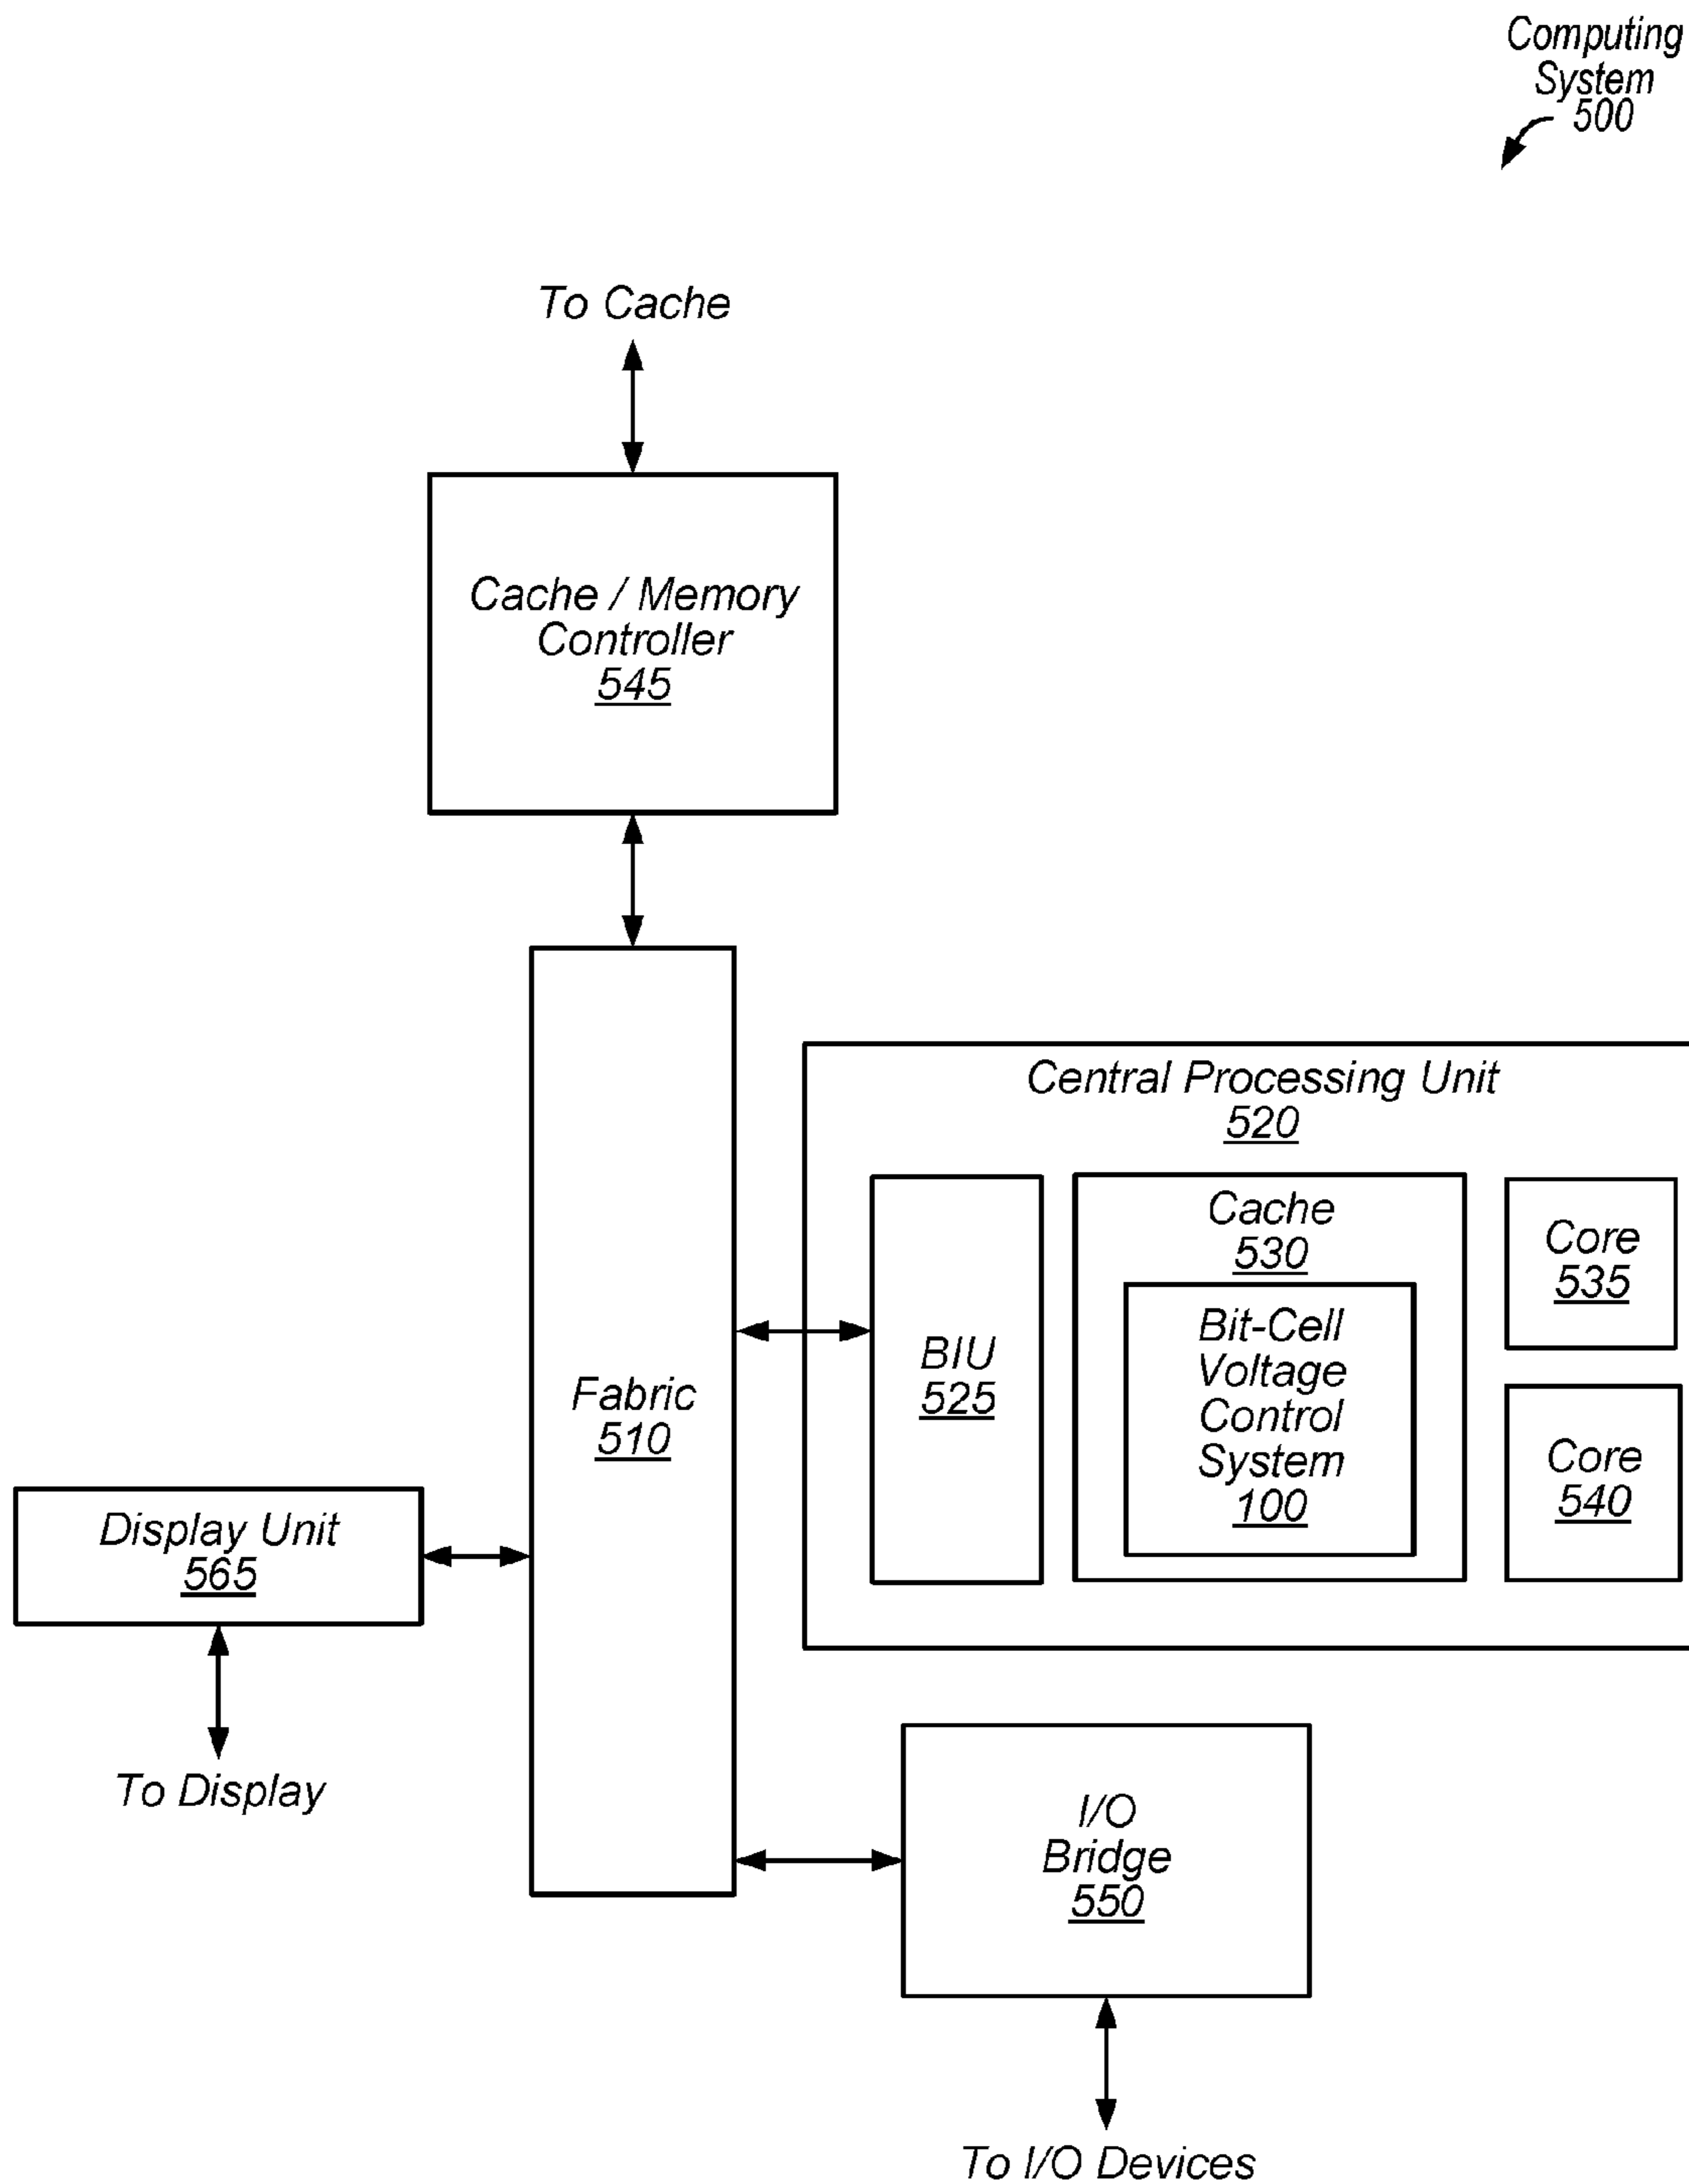 Computing
System
500
To Cache
Cache / Memory
Controller
545
Central Processing Unit
520
Cache
530
Core
535
Bit-Cell
Voltage
Control
System
100
BIU
525
Fabric
510
Core
540
Display Unit
565
To Display
I/O
Bridge
550
To I/O Devices